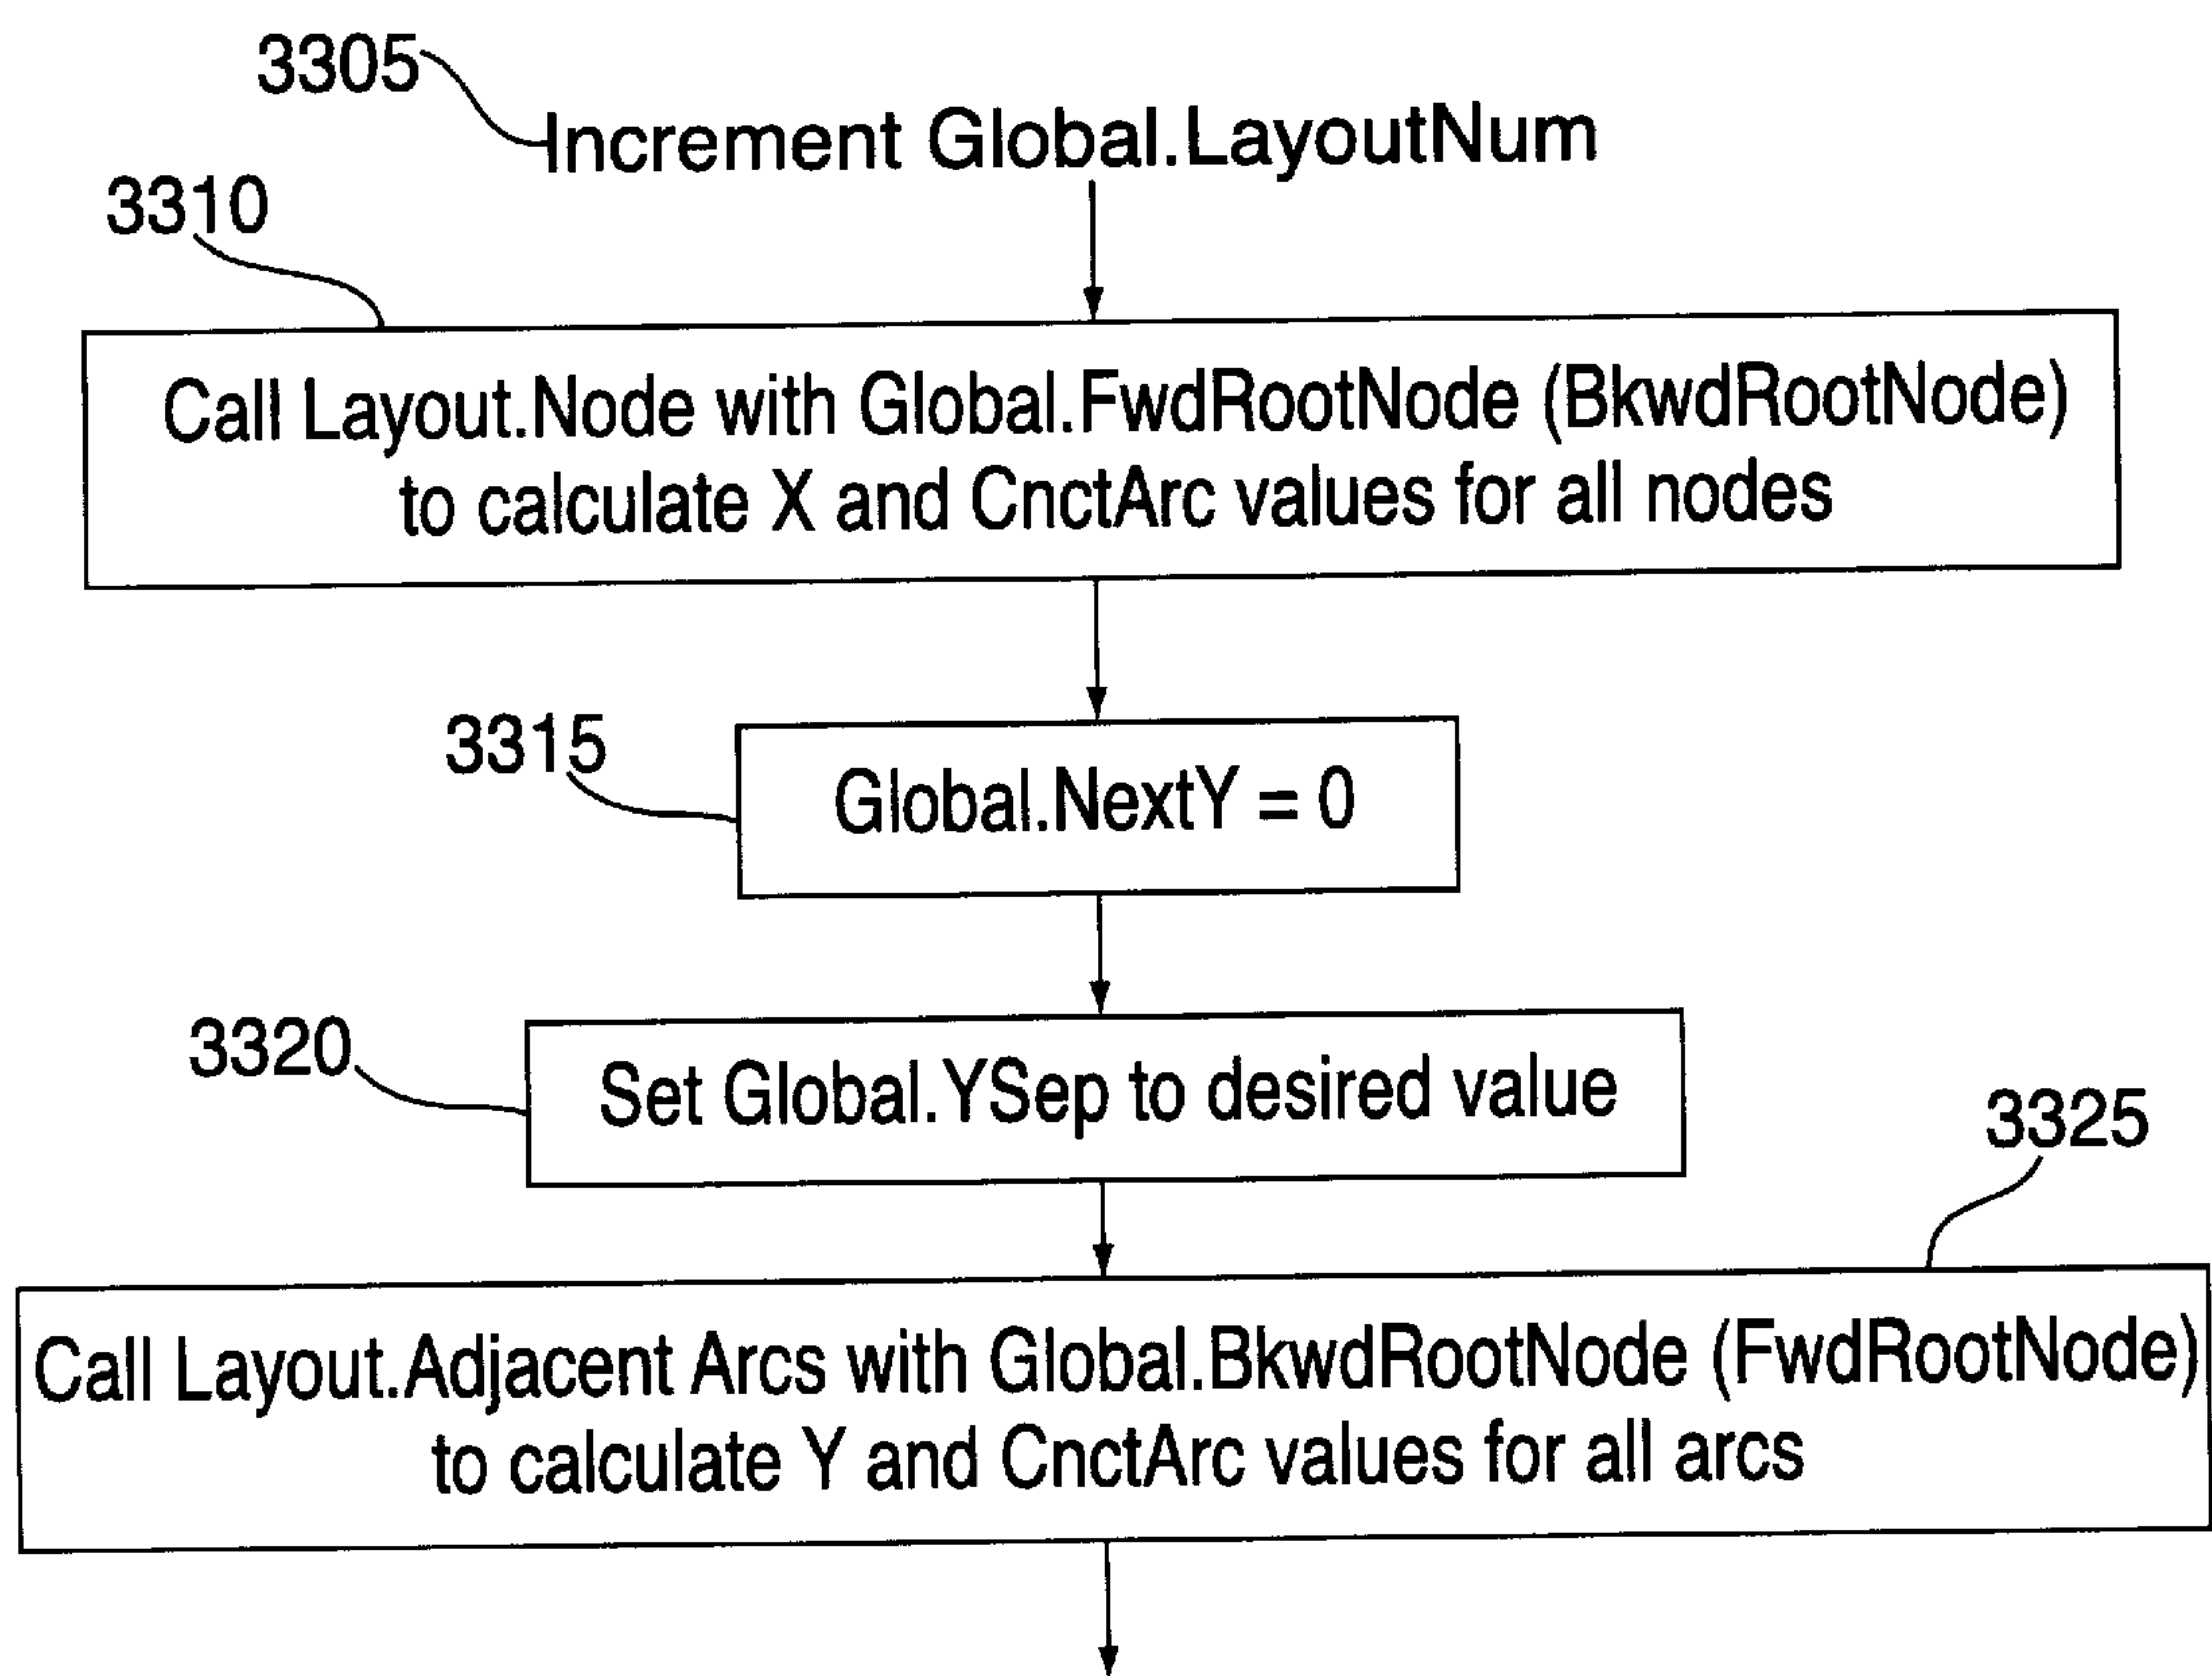 3305
Increment Global.LayoutNum
3310
Call Layout.Node with Global.FwdRootNode (BkwdRootNode)
to calculate X and CnctArc values for all nodes
3315
Global.NextY = 0
3320
Set Global.YSep to desired value
3325
Call Layout.Adjacent Arcs with Global.BkwdRootNode (FwdRootNode)
to calculate Y and CnctArc values for all arcs